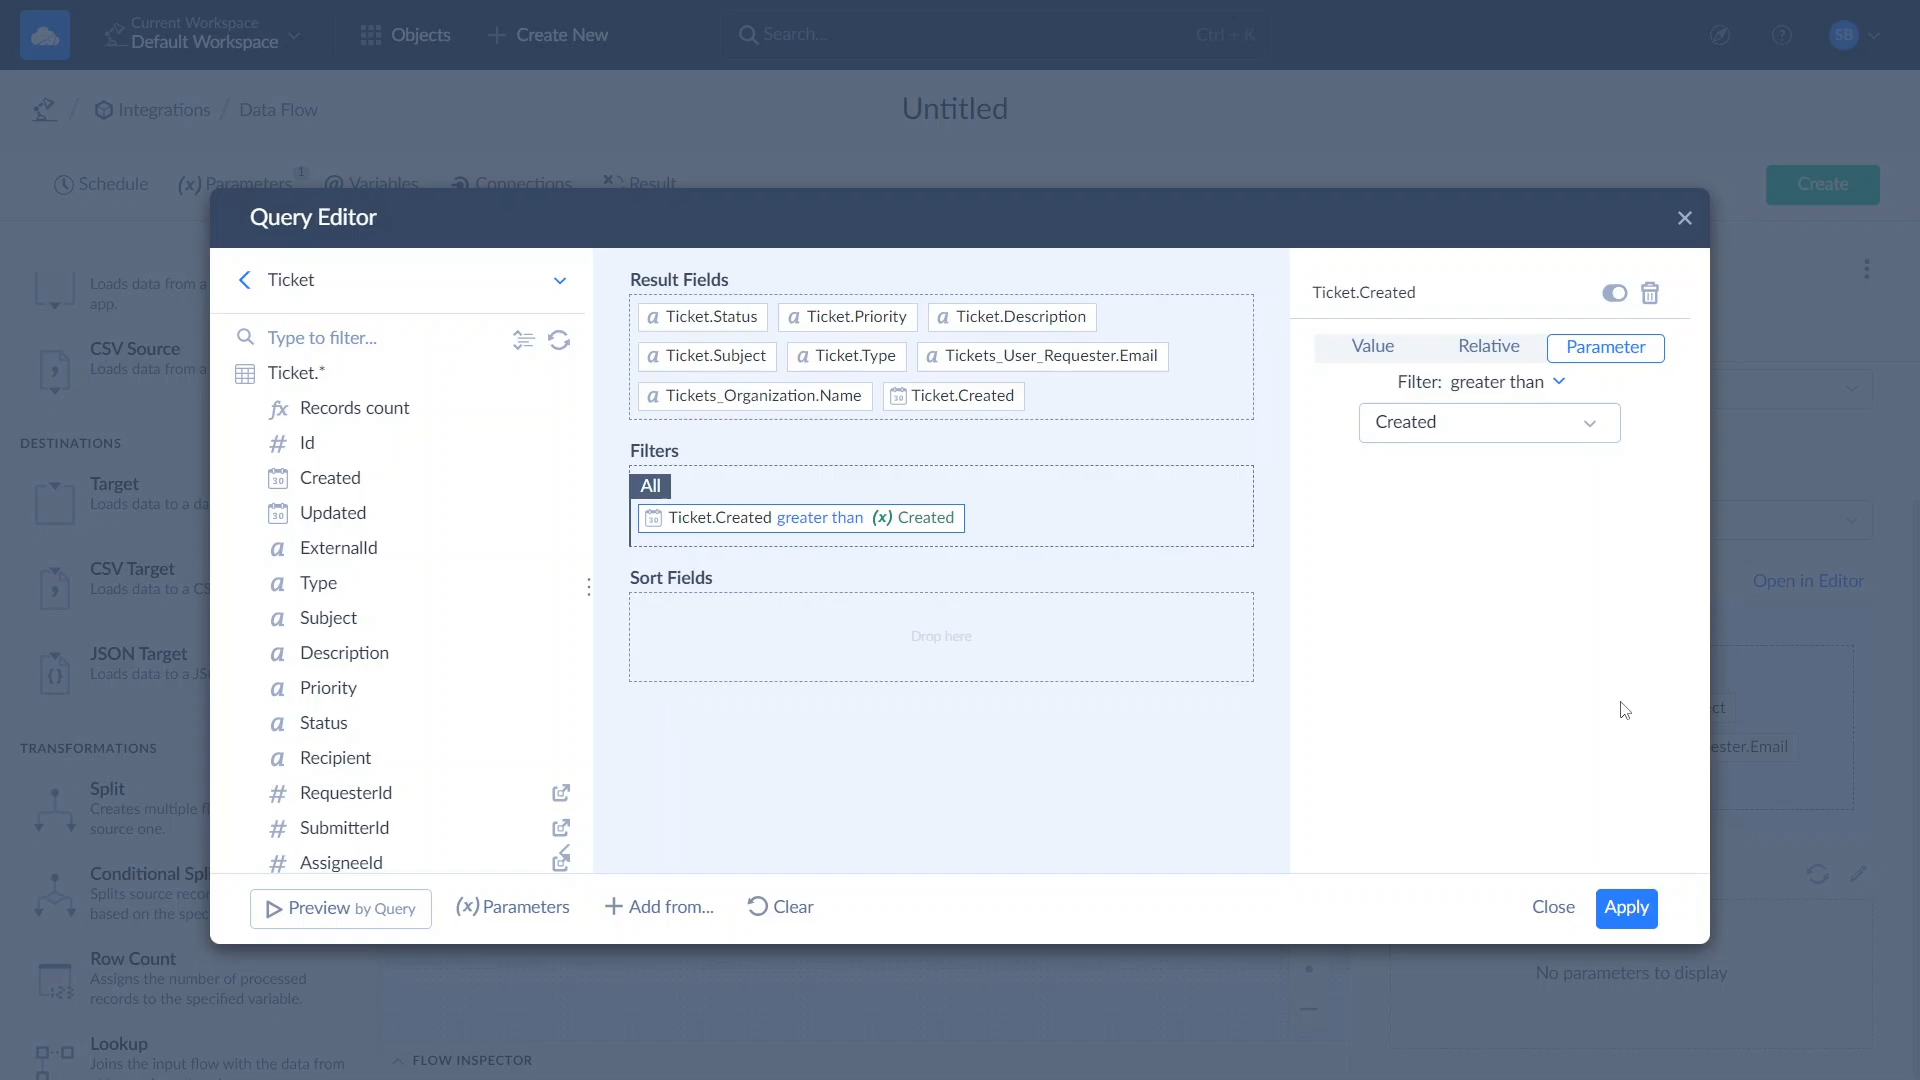 Current Workspace
Default Workspace
Objects
Create New
Search...
Ctrl + K
SB
/ Integrations / Data Flow
Untitled
Schedule
(x) Parameters 1
Variables
Connections
Result
Create
Query Editor
Loads data from a
app.
CSV Source
Loads data from a
DESTINATIONS
Target
Loads data to a da
CSV Target
Loads data to a CS
JSON Target
Loads data to a JS
TRANSFORMATIONS
Split
Creates multiple fl
source one.
Conditional Spl
Splits source reco
based on the spec
Row Count
Assigns the number of processed
records to the specified variable.
Lookup
Joins the input flow with the data from
Ticket
Type to filter...
Ticket.*
fx Records count
# Id
30 Created
30 Updated
a ExternalId
a Type
a Subject
a Description
a Priority
a Status
a Recipient
# RequesterId
# SubmitterId
# AssigneeId
Result Fields
a Ticket.Status a Ticket.Priority a Ticket.Description
a Ticket.Subject a Ticket.Type a Tickets_User_Requester.Email
a Tickets_Organization.Name 30 Ticket.Created
Filters
All
30 Ticket.Created greater than (x) Created
Sort Fields
Drop here
Ticket.Created
Value
Relative
Parameter
Filter: greater than
Created
Open in Editor
ct
ester.Email
Preview by Query
(x) Parameters
Add from...
Clear
Close
Apply
No parameters to display
FLOW INSPECTOR